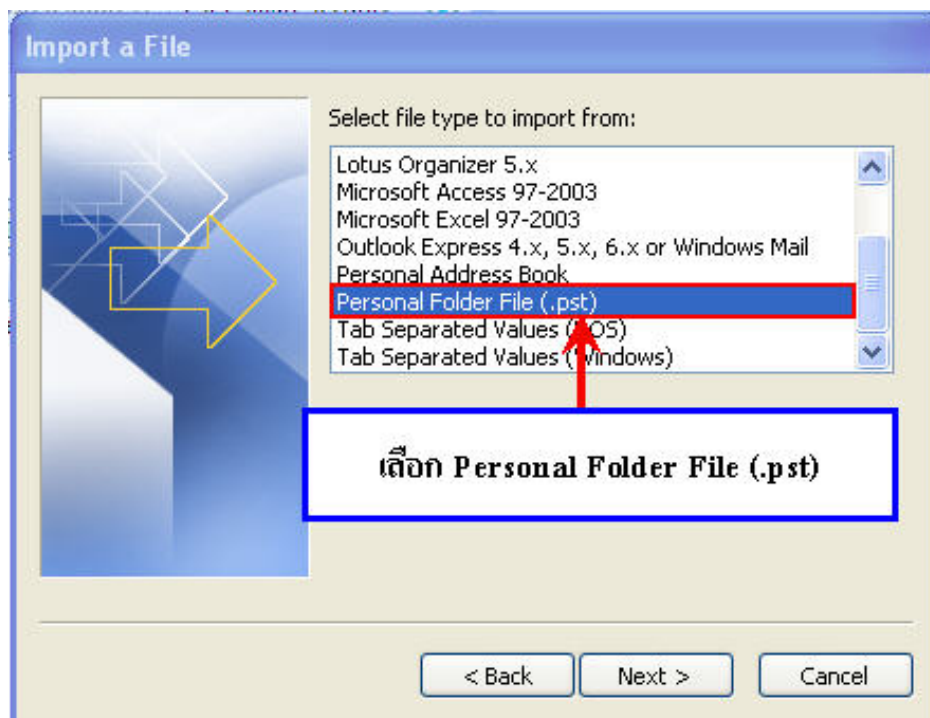 Import a File
Select file type to import from:
Lotus Organizer 5.x
Microsoft Access 97-2003
Microsoft Excel 97-2003
Outlook Express 4.x, 5.x, 6.x or Windows Mail
Personal Address Book
Personal Folder File (.pst)
Tab Separated Values (DOS)
Tab Separated Values (Windows)
เลือก Personal Folder File (.pst)
< Back
Next >
Cancel